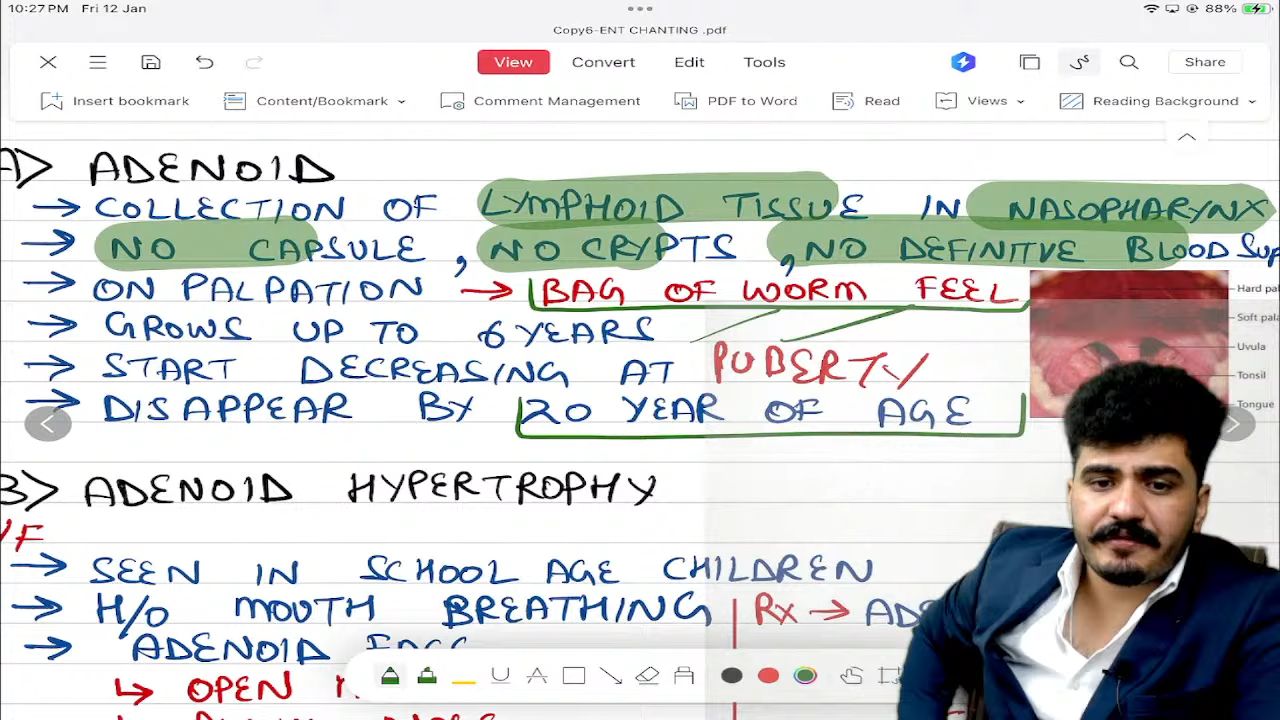 10:27 PM Fri 12 Jan 88%
Copy6-ENT CHANTING .pdf
View Convert Edit Tools Share
Insert bookmark Content/Bookmark Comment Management PDF to Word Read Views Reading Background
A> ADENOID
→ COLLECTION OF LYMPHOID TISSUE IN NASOPHARYNX
→ NO CAPSULE, NO CRYPTS, NO DEFINITVE BLOOD SUP
→ ON PALPATION → BAG OF WORM FEEL
→ GROWS UP TO 6 YEARS
→ START DECREASING AT PUBERTY
→ DISAPPEAR BY 20 YEAR OF AGE
Hard pal
Soft pala
Uvula
Tonsil
Tongue
B> ADENOID HYPERTROPHY
/F
→ SEEN IN SCHOOL AGE CHILDREN
→ H/O MOUTH BREATHING | Rx → ADE
→ ADENOID
↳ OPEN